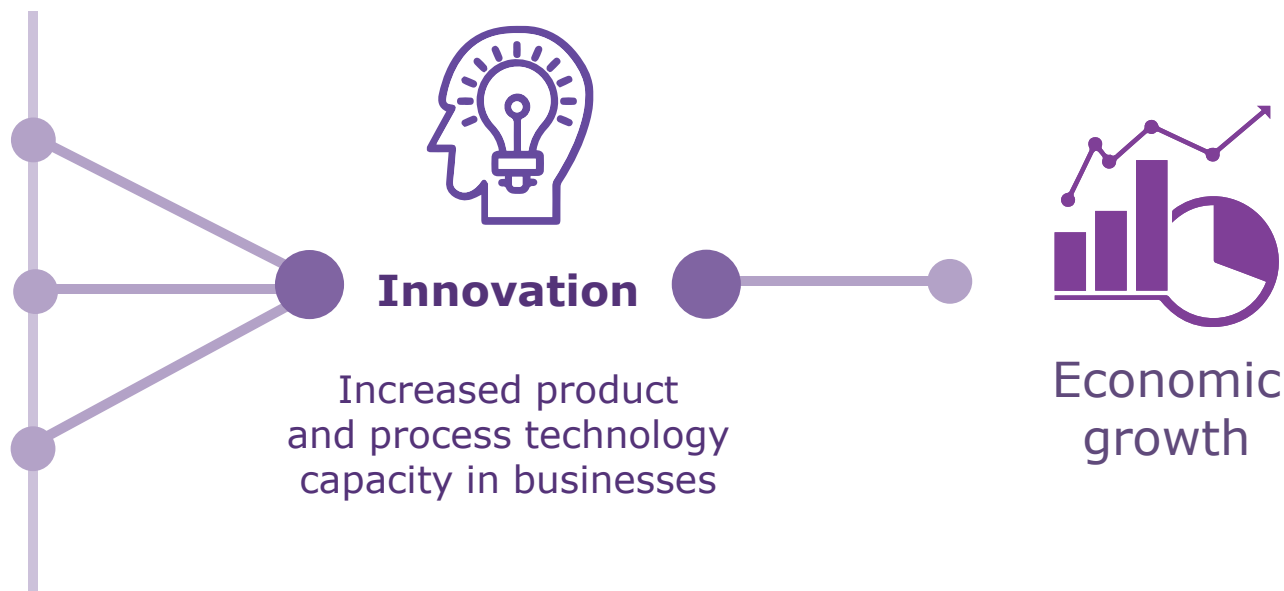 Innovation
Increased product
and process technology
capacity in businesses
Economic
growth